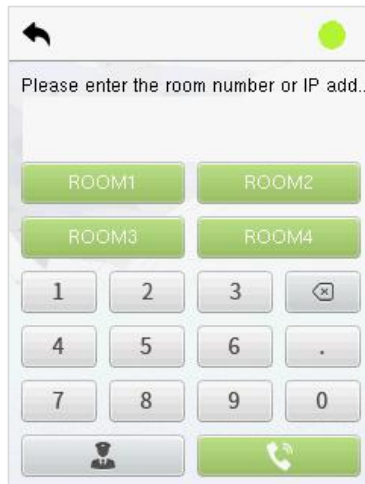 Please enter the room number or IP add..
ROOM1 ROOM2
ROOM3 ROOM4
1 2 3
4 5 6 .
7 8 9 0